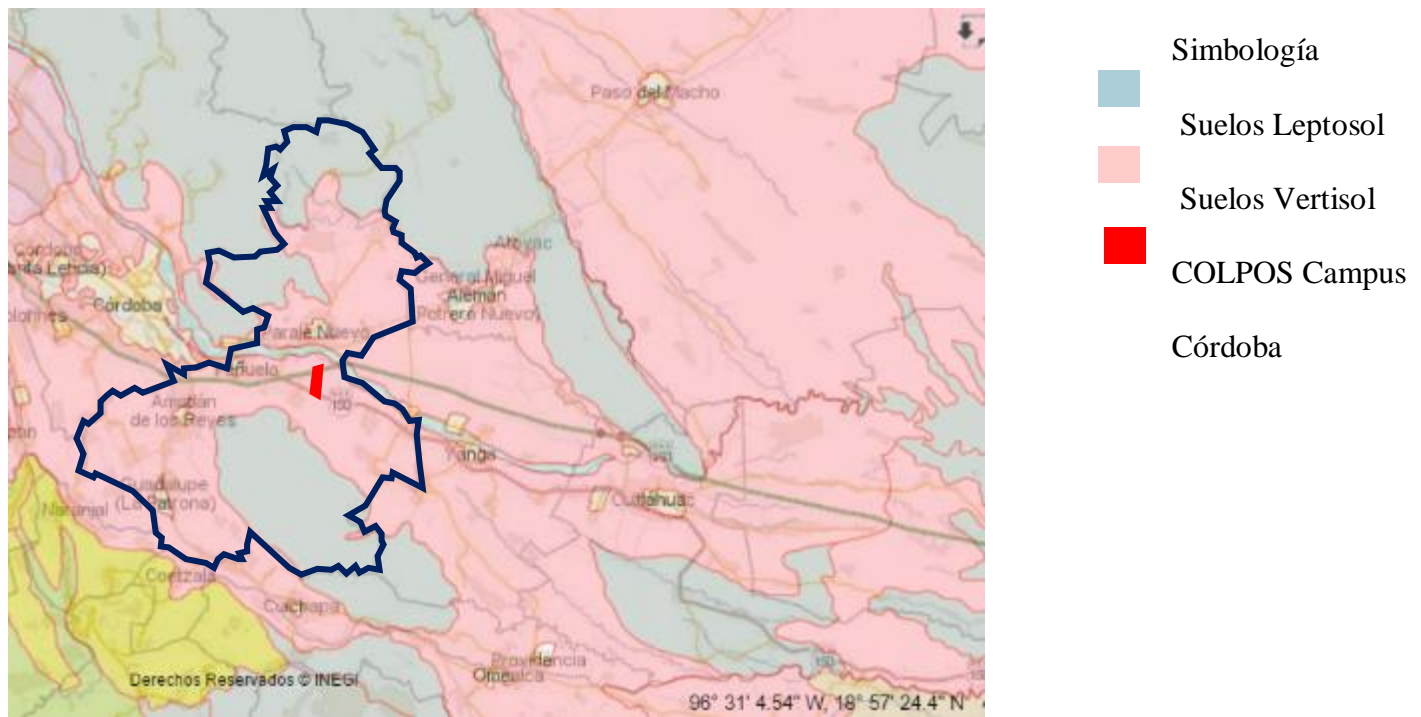 Paso del Macho
Atoyac
Córdoba
General Miguel
Alemán
Córdoba
Potrero Nuevo)
Paraje Nuevo
Peñuela
150
Amatlán
de los Reyes
Yanga
Guadalupe
(La Patrona)
Cuitláhuac
Naranjal
Coetzala
Cuichapa
Providencia
Omealca
150
Derechos Reservados © INEGI
96° 31' 4.54" W, 18° 57' 24.4" N
Simbología
Suelos Leptosol
Suelos Vertisol
COLPOS Campus
Córdoba